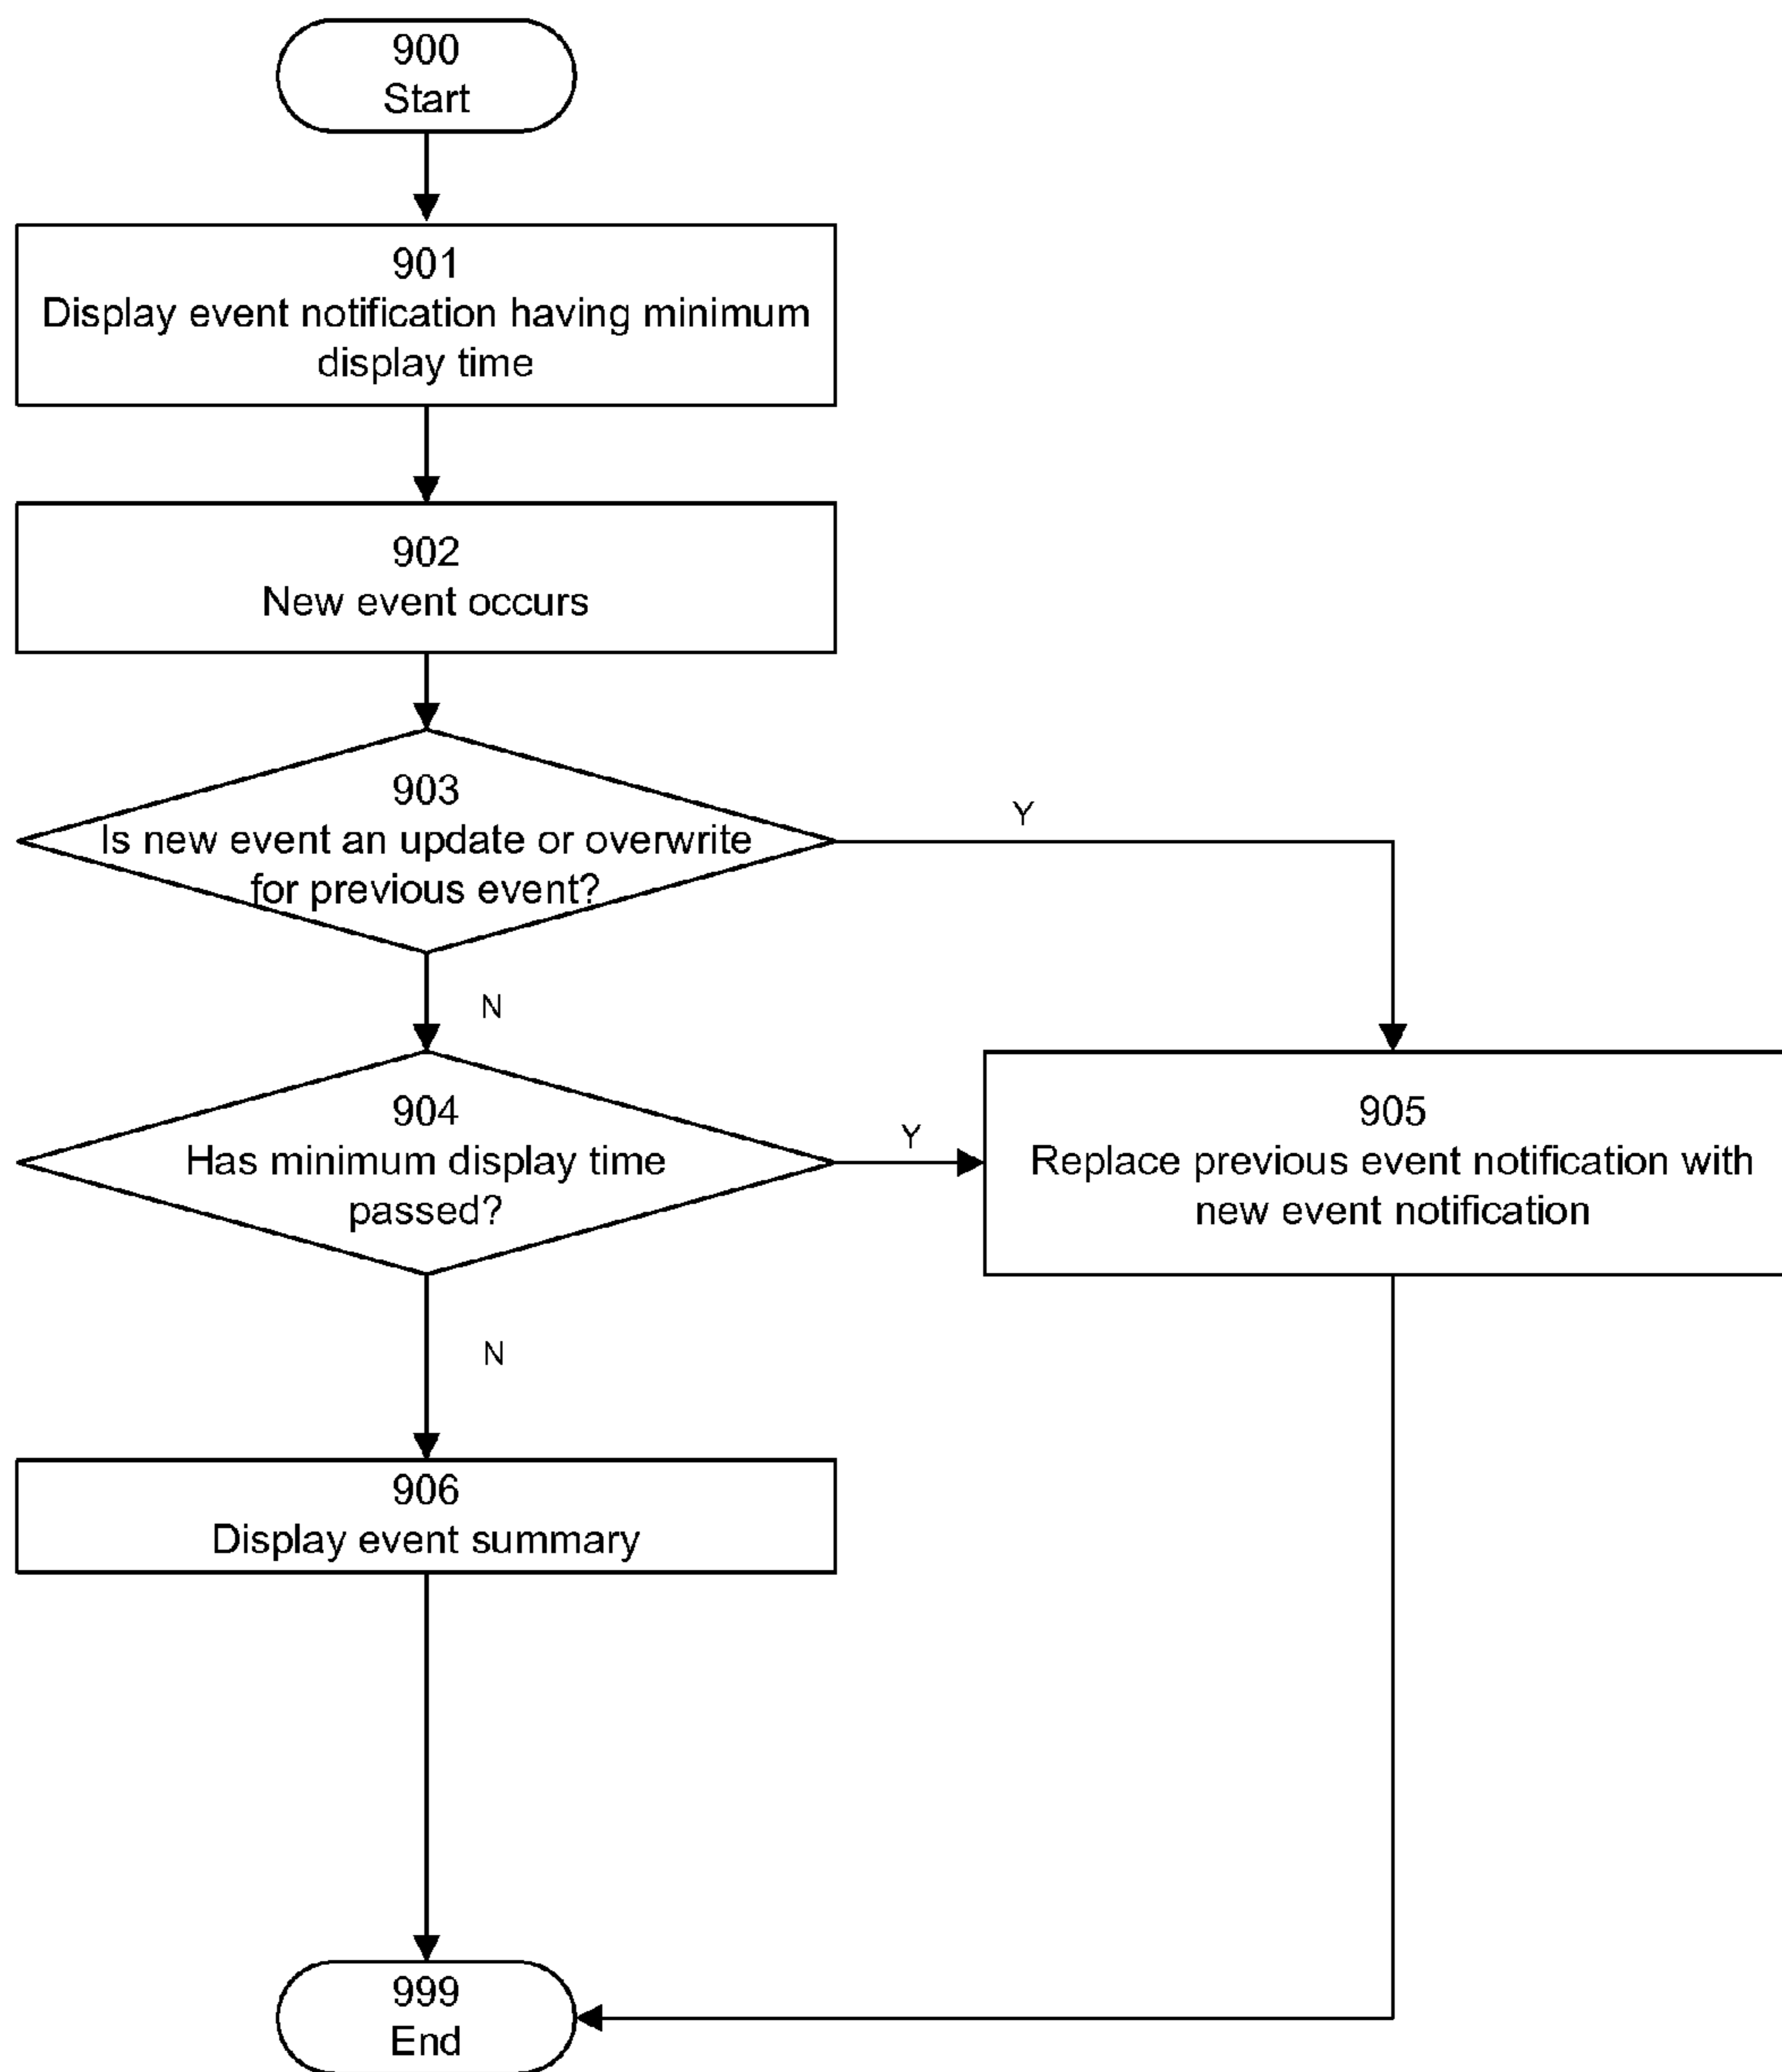 900
Start
901
Display event notification having minimum
display time
902
New event occurs
903
Is new event an update or overwrite
for previous event?
Y
N
904
Has minimum display time
passed?
Y
905
Replace previous event notification with
new event notification
N
906
Display event summary
999
End